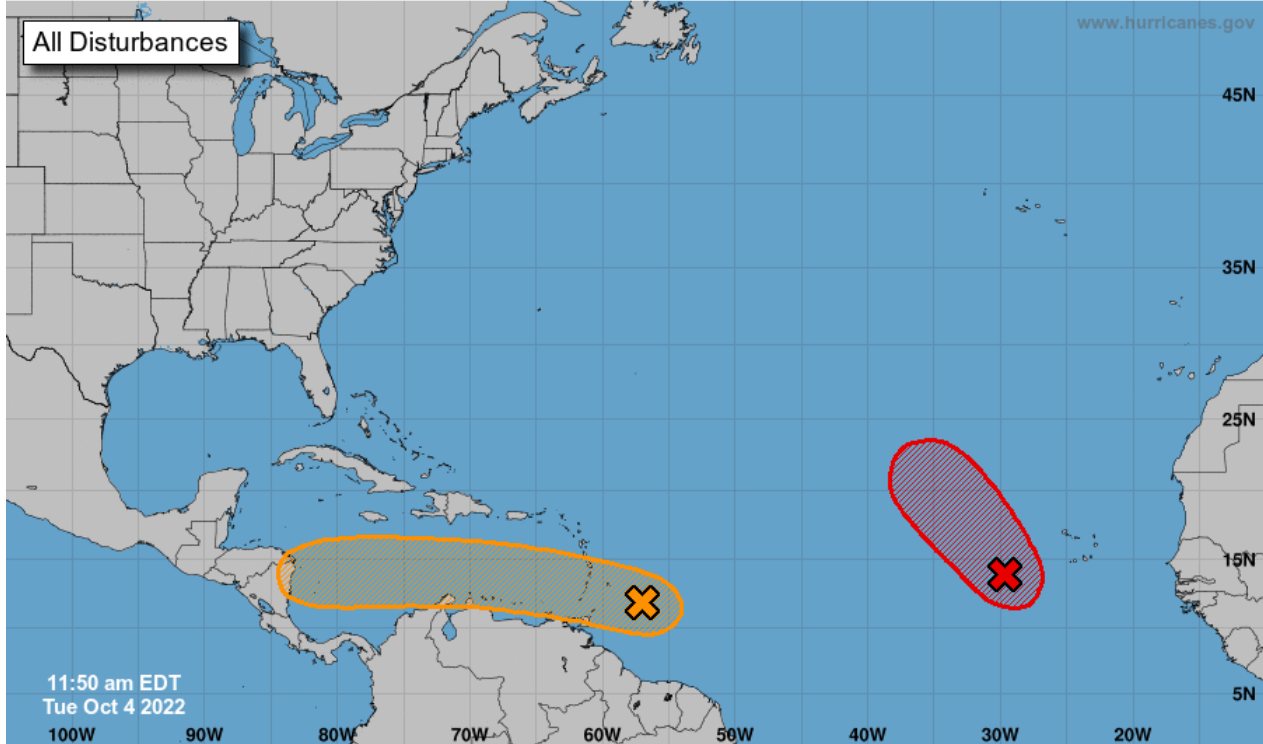 www.hurricanes.gov
All Disturbances
45N
35N
25N
15N
5N
11:50 am EDT
Tue Oct 4 2022
100W 90W 80W 70W 60W 50W 40W 30W 20W